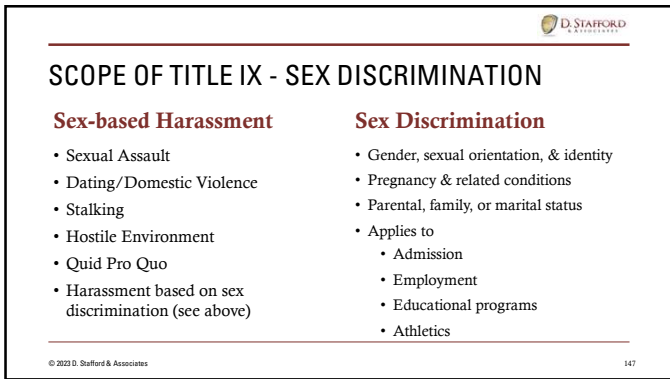 D. STAFFORD
& ASSOCIATES
SCOPE OF TITLE IX - SEX DISCRIMINATION
Sex-based Harassment
• Sexual Assault
• Dating/Domestic Violence
• Stalking
• Hostile Environment
• Quid Pro Quo
• Harassment based on sex
discrimination (see above)
Sex Discrimination
• Gender, sexual orientation, & identity
• Pregnancy & related conditions
• Parental, family, or marital status
• Applies to
• Admission
• Employment
• Educational programs
• Athletics
© 2023 D. Stafford & Associates
147